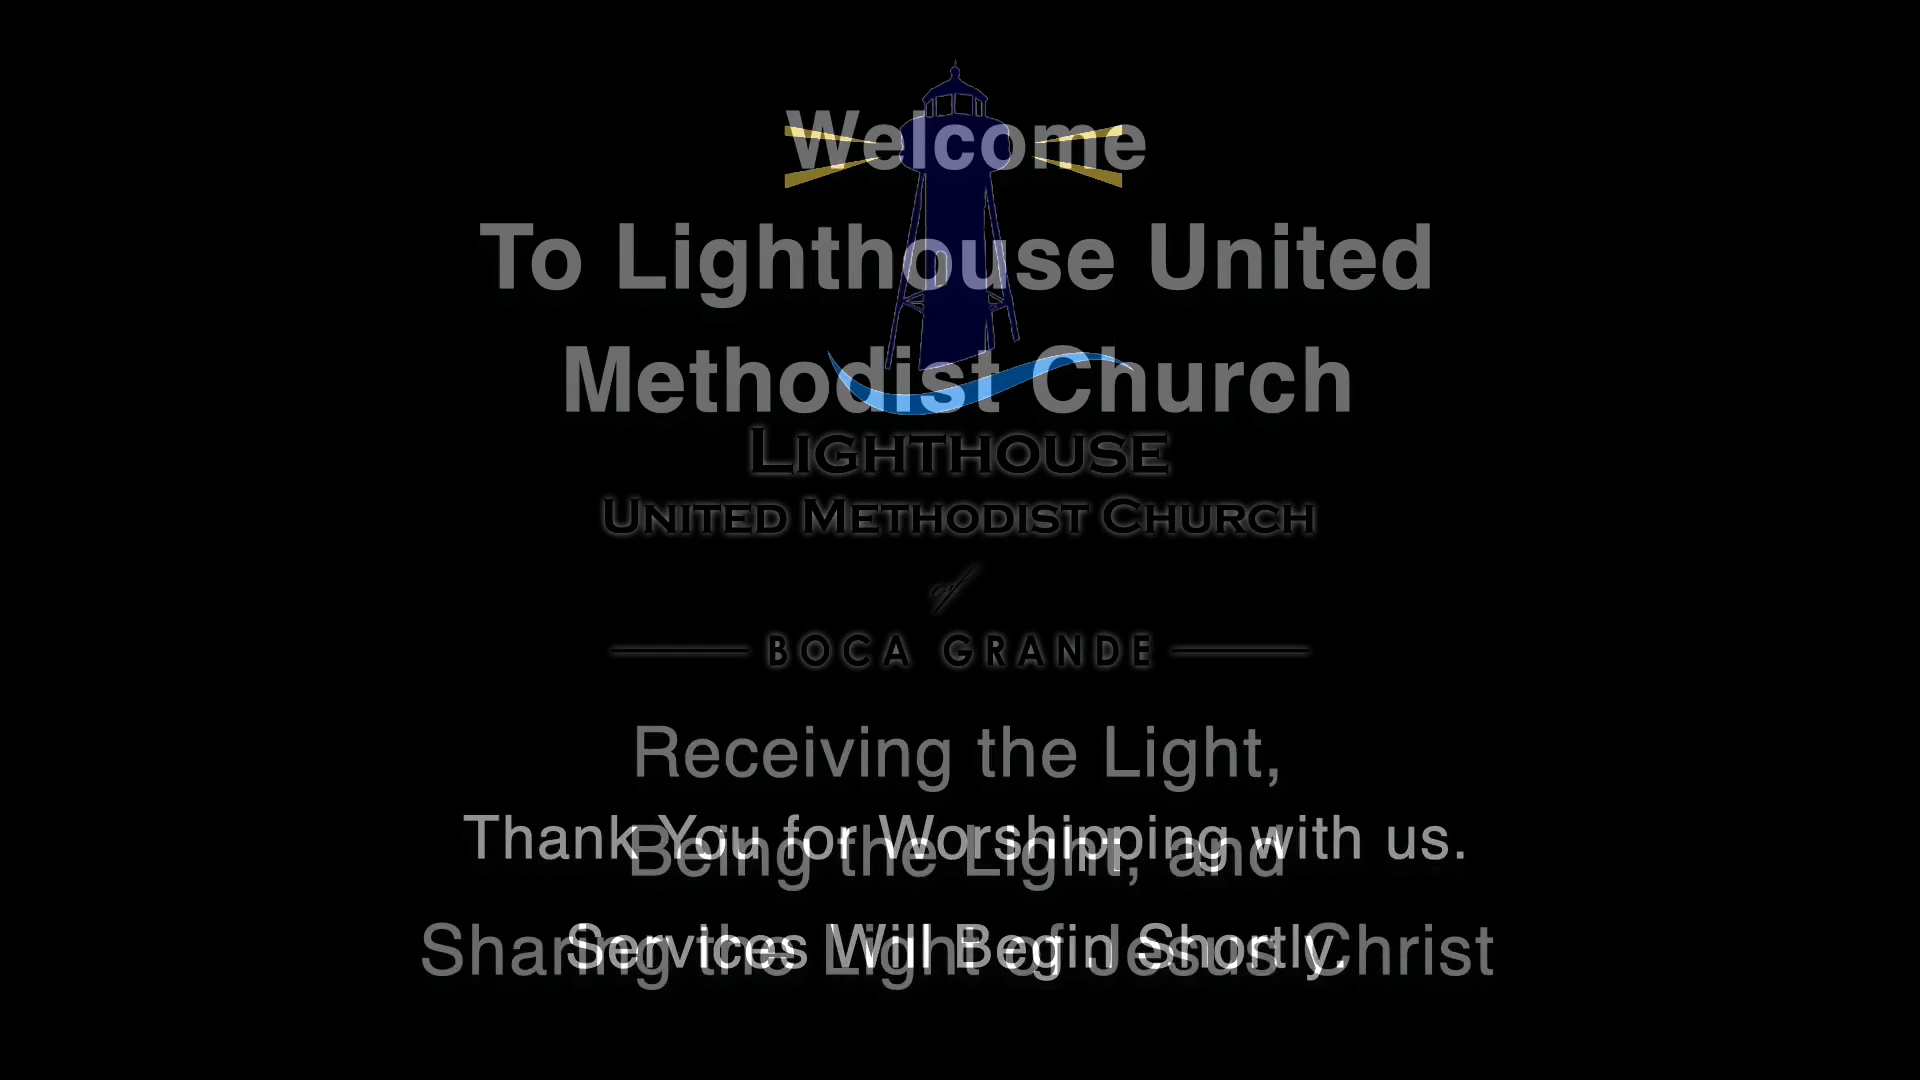 Welcome
To Lighthouse United
Methodist Church
LIGHTHOUSE
UNITED METHODIST CHURCH
of
BOCA GRANDE
Receiving the Light,
Thank You for Worshipping with us.
Being the Light, and
Services Will Begin Shortly.
Sharing the Light of Jesus Christ